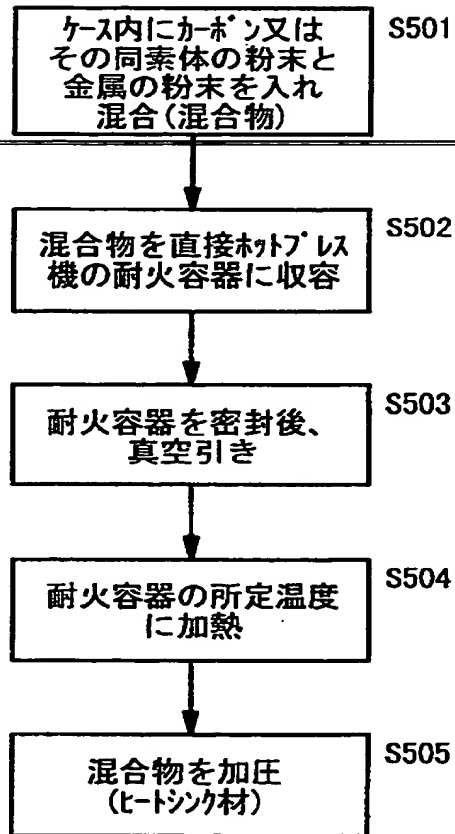 ケース内にカーボン又は
その同素体の粉末と
金属の粉末を入れ
混合(混合物)
S501
混合物を直接ホットプレス
機の耐火容器に収容
S502
耐火容器を密封後、
真空引き
S503
耐火容器の所定温度
に加熱
S504
混合物を加圧
(ヒートシンク材)
S505